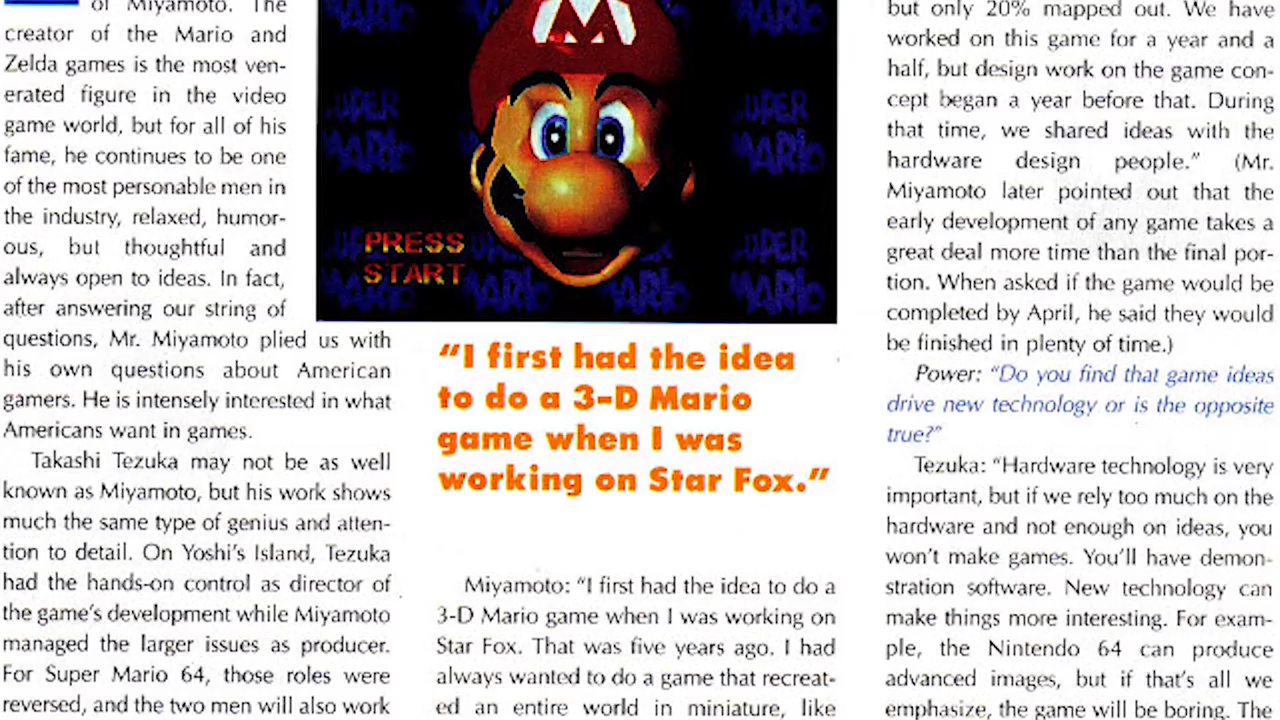 of Miyamoto. The
creator of the Mario and
Zelda games is the most ven-
erated figure in the video
game world, but for all of his
fame, he continues to be one
of the most personable men in
the industry, relaxed, humor-
ous, but thoughtful and
always open to ideas. In fact,
after answering our string of
questions, Mr. Miyamoto plied us with
his own questions about American
gamers. He is intensely interested in what
Americans want in games.
Takashi Tezuka may not be as well
known as Miyamoto, but his work shows
much the same type of genius and atten-
tion to detail. On Yoshi's Island, Tezuka
had the hands-on control as director of
the game's development while Miyamoto
managed the larger issues as producer.
For Super Mario 64, those roles were
reversed, and the two men will also work
M
SUPER
MARIO
SUPER
MARIO
SUPER
MARIO
PRESS
START
"I first had the idea
to do a 3-D Mario
game when I was
working on Star Fox."
Miyamoto: "I first had the idea to do a
3-D Mario game when I was working on
Star Fox. That was five years ago. I had
always wanted to do a game that recreat-
ed an entire world in miniature, like
but only 20% mapped out. We have
worked on this game for a year and a
half, but design work on the game con-
cept began a year before that. During
that time, we shared ideas with the
hardware design people." (Mr.
Miyamoto later pointed out that the
early development of any game takes a
great deal more time than the final por-
tion. When asked if the game would be
completed by April, he said they would
be finished in plenty of time.)
Power: "Do you find that game ideas
drive new technology or is the opposite
true?"
Tezuka: "Hardware technology is very
important, but if we rely too much on the
hardware and not enough on ideas, you
won't make games. You'll have demon-
stration software. New technology can
make things more interesting. For exam-
ple, the Nintendo 64 can produce
advanced images, but if that's all we
emphasize, the game will be boring. The